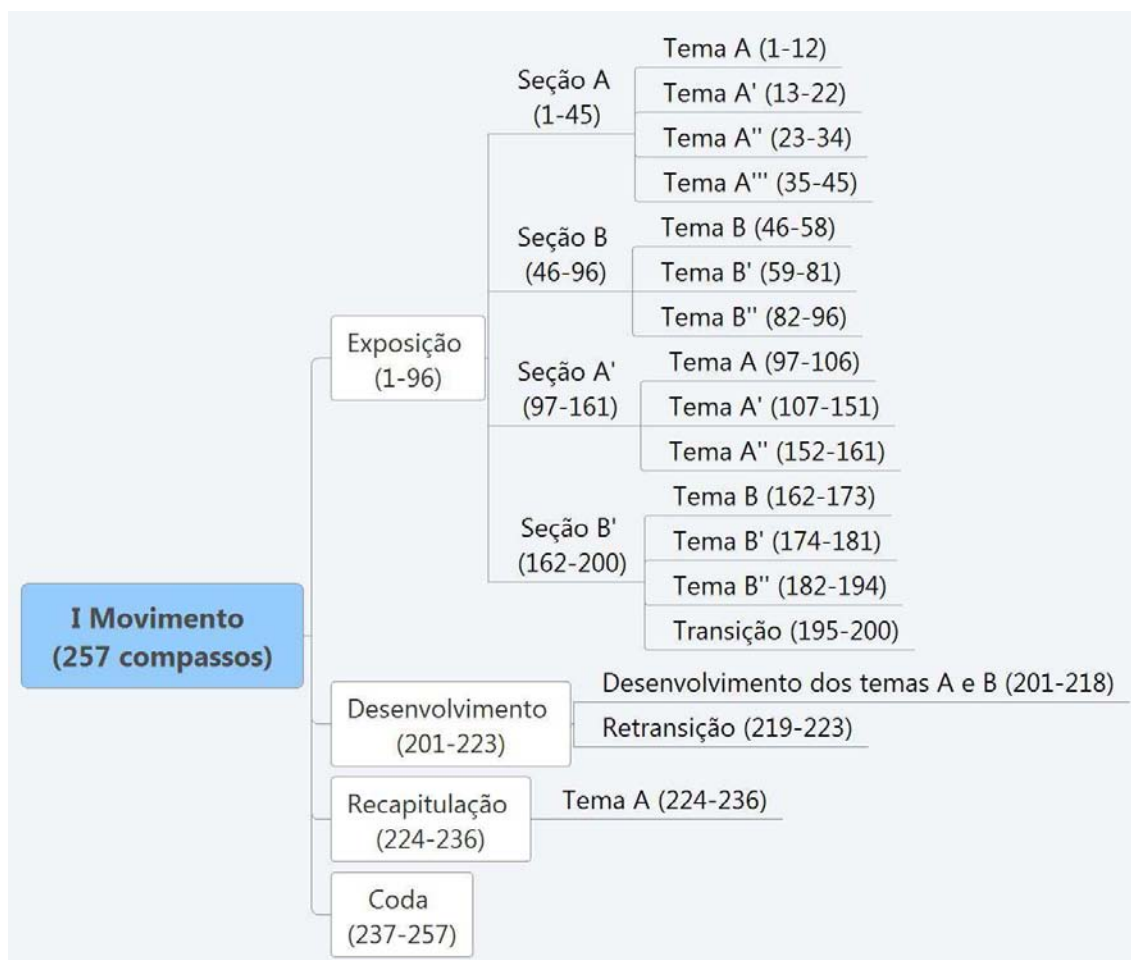 I Movimento
(257 compassos)
Exposição
(1-96)
Seção A
(1-45)
Tema A (1-12)
Tema A' (13-22)
Tema A'' (23-34)
Tema A''' (35-45)
Seção B
(46-96)
Tema B (46-58)
Tema B' (59-81)
Tema B'' (82-96)
Seção A'
(97-161)
Tema A (97-106)
Tema A' (107-151)
Tema A'' (152-161)
Seção B'
(162-200)
Tema B (162-173)
Tema B' (174-181)
Tema B'' (182-194)
Transição (195-200)
Desenvolvimento
(201-223)
Desenvolvimento dos temas A e B (201-218)
Retransição (219-223)
Recapitulação
(224-236)
Tema A (224-236)
Coda
(237-257)